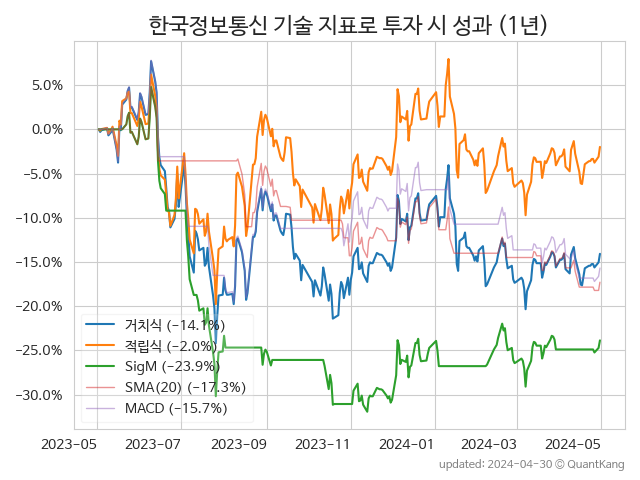 한국정보통신 기술 지표로 투자 시 성과 (1년)
5.0%
0.0%
−5.0%
−10.0%
−15.0%
−20.0%
−25.0%
−30.0%
거치식 (−14.1%)
적립식 (−2.0%)
SigM (−23.9%)
SMA(20) (−17.3%)
MACD (−15.7%)
2023-05 2023-07 2023-09 2023-11 2024-01 2024-03 2024-05
updated: 2024-04-30 © QuantKang